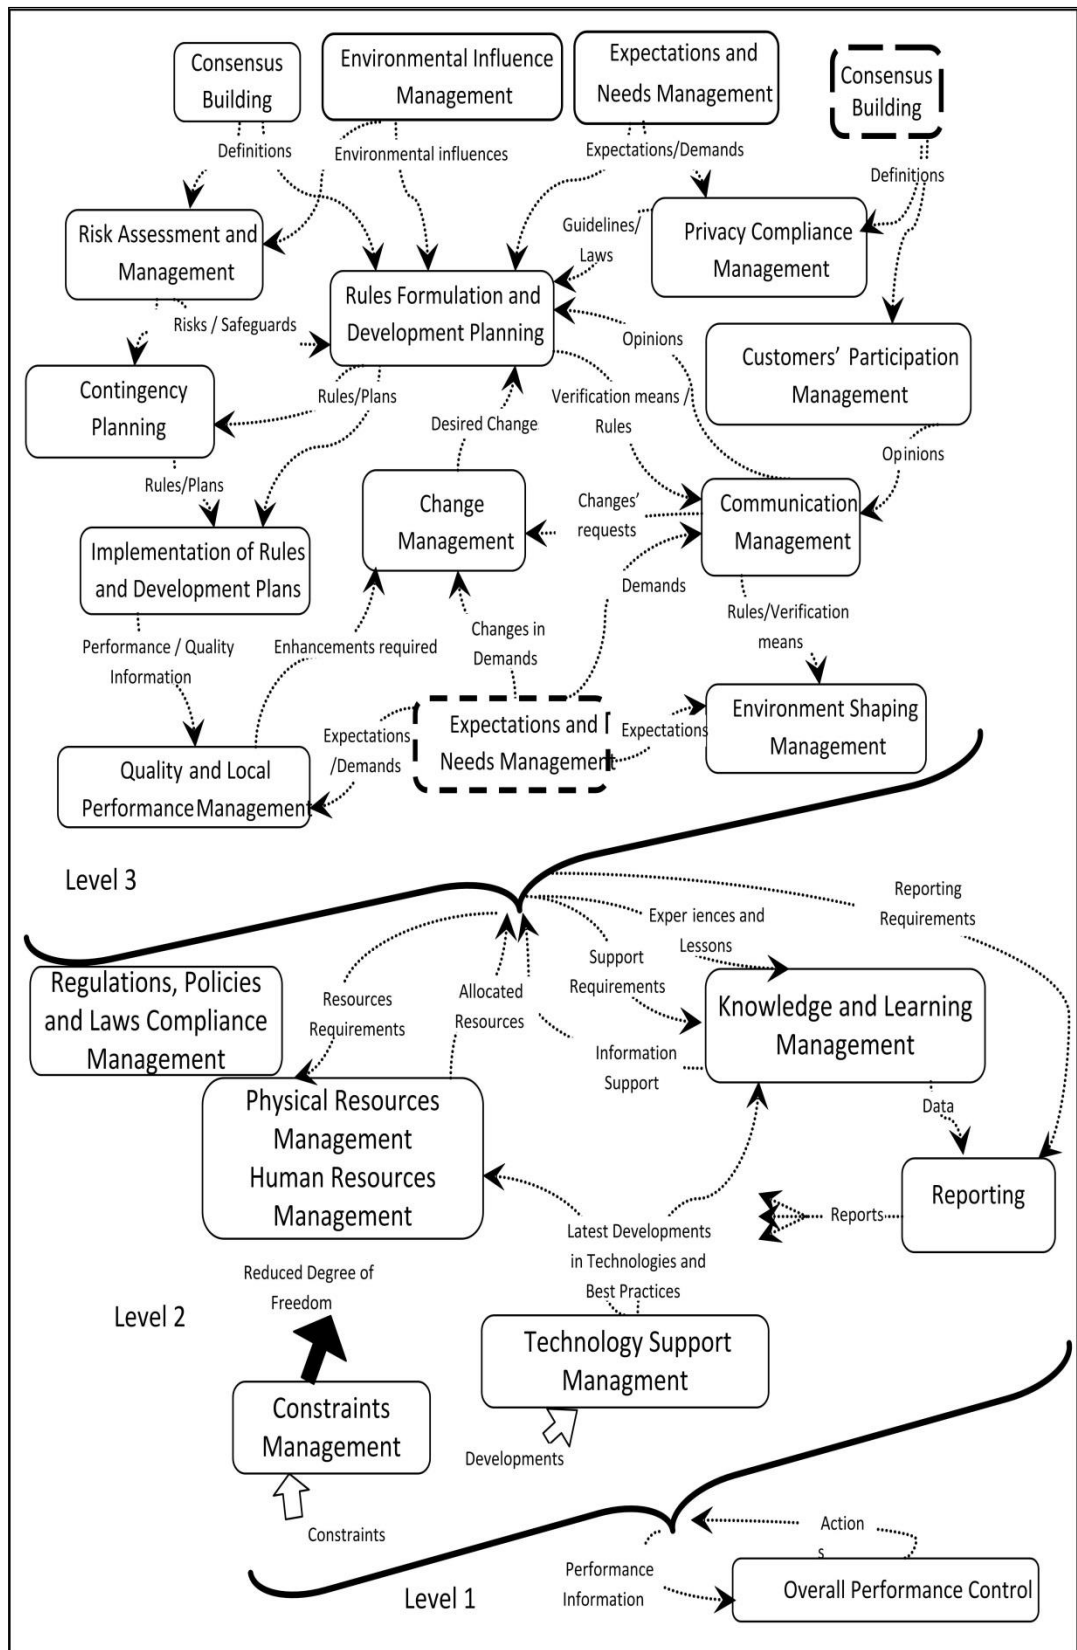 Consensus
Building
Environmental Influence
Management
Expectations and
Needs Management
Consensus
Building
Definitions
Environmental influences
Expectations/Demands
Definitions
Risk Assessment and
Management
Guidelines/
Laws
Privacy Compliance
Management
Rules Formulation and
Development Planning
Risks / Safeguards
Opinions
Customers' Participation
Management
Contingency
Planning
Rules/Plans
Desired Change
Verification means /
Rules
Opinions
Rules/Plans
Change
Management
Changes'
requests
Communication
Management
Implementation of Rules
and Development Plans
Demands
Performance / Quality
Information
Enhancements required
Changes in
Demands
Rules/Verification
means
Expectations
/Demands
Expectations and
Needs Management
Expectations
Environment Shaping
Management
Quality and Local
Performance Management
Level 3
Reporting
Requirements
Exper iences and
Lessons
Support
Requirements
Regulations, Policies
and Laws Compliance
Management
Resources
Requirements
Allocated
Resources
Knowledge and Learning
Management
Information
Support
Physical Resources
Management
Human Resources
Management
Data
Reporting
Reports
Latest Developments
in Technologies and
Best Practices
Reduced Degree of
Freedom
Level 2
Technology Support
Managment
Constraints
Management
Developments
Constraints
Action
s
Performance
Information
Overall Performance Control
Level 1